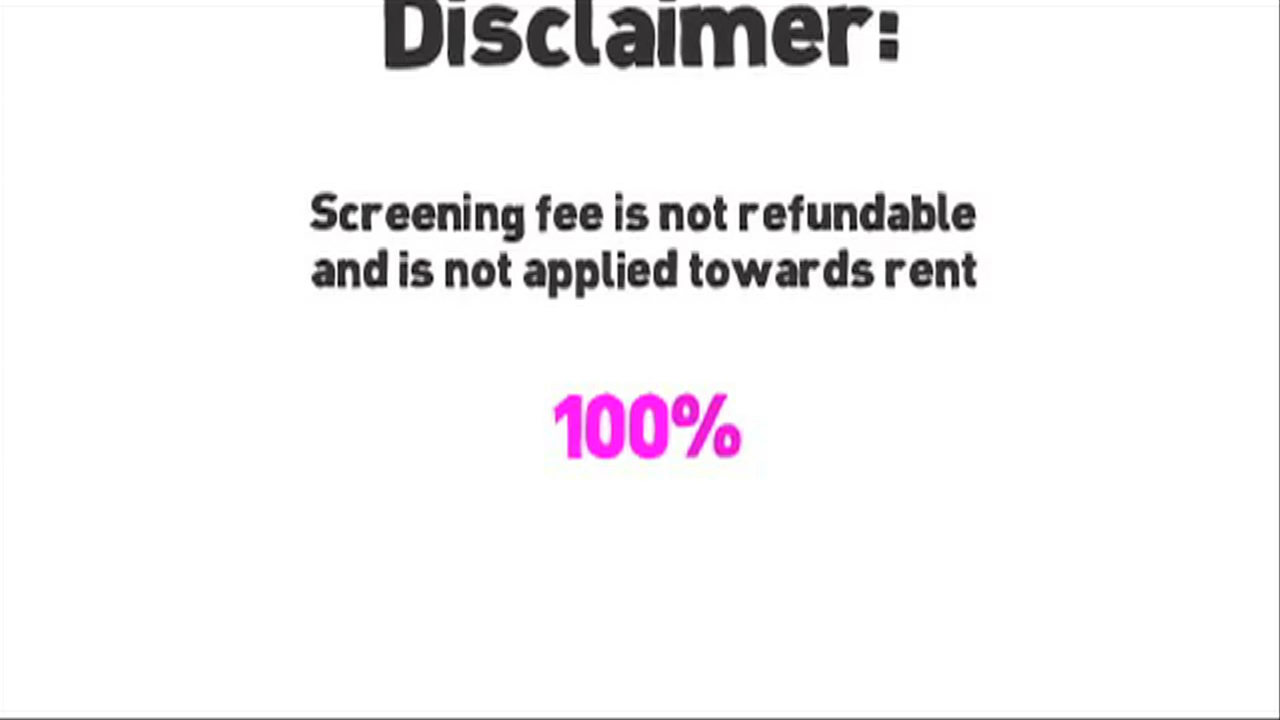 Disclaimer:
Screening fee is not refundable
and is not applied towards rent
100%